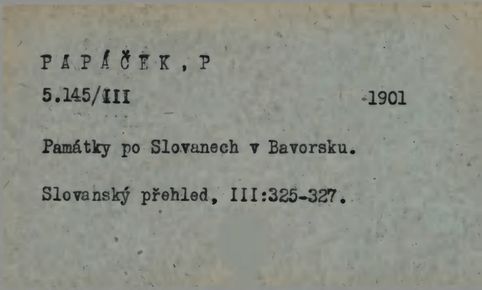 PAPÁČEK, P
5.145/III 1901
Památky po Slovanech v Bavorsku.
Slovanský přehled, III:325-327.